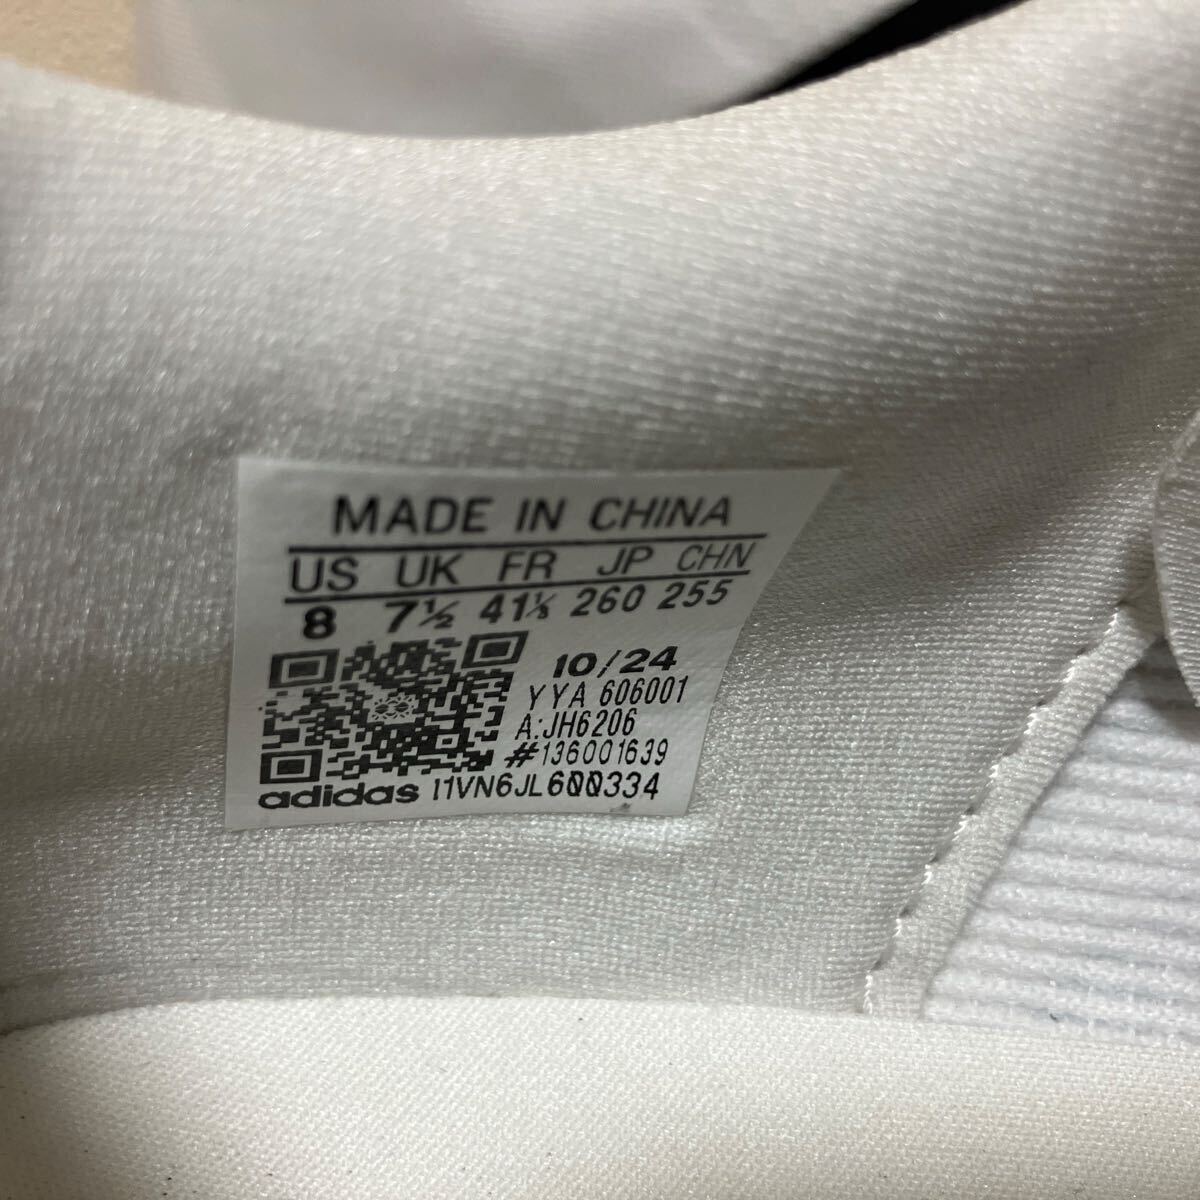 MADE IN CHINA
US UK FR JP CHN
8 7½ 41⅓ 260 255
10/24
YYA 606001
A:JH6206
#136001639
adidas 11VN6JL600334